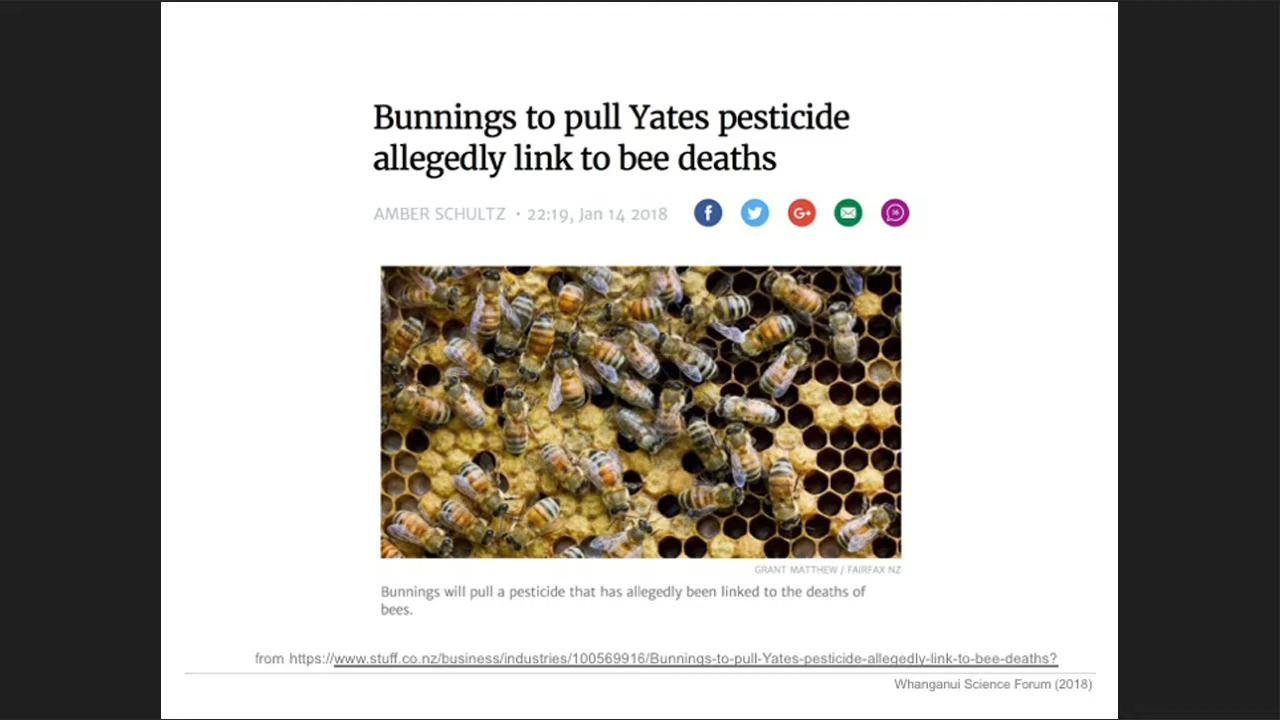 Bunnings to pull Yates pesticide
allegedly link to bee deaths
AMBER SCHULTZ • 22:19, Jan 14 2018
f
G+
16
GRANT MATTHEW / FAIRFAX NZ
Bunnings will pull a pesticide that has allegedly been linked to the deaths of
bees.
from https://www.stuff.co.nz/business/industries/100569916/Bunnings-to-pull-Yates-pesticide-allegedly-link-to-bee-deaths?
Whanganui Science Forum (2018)